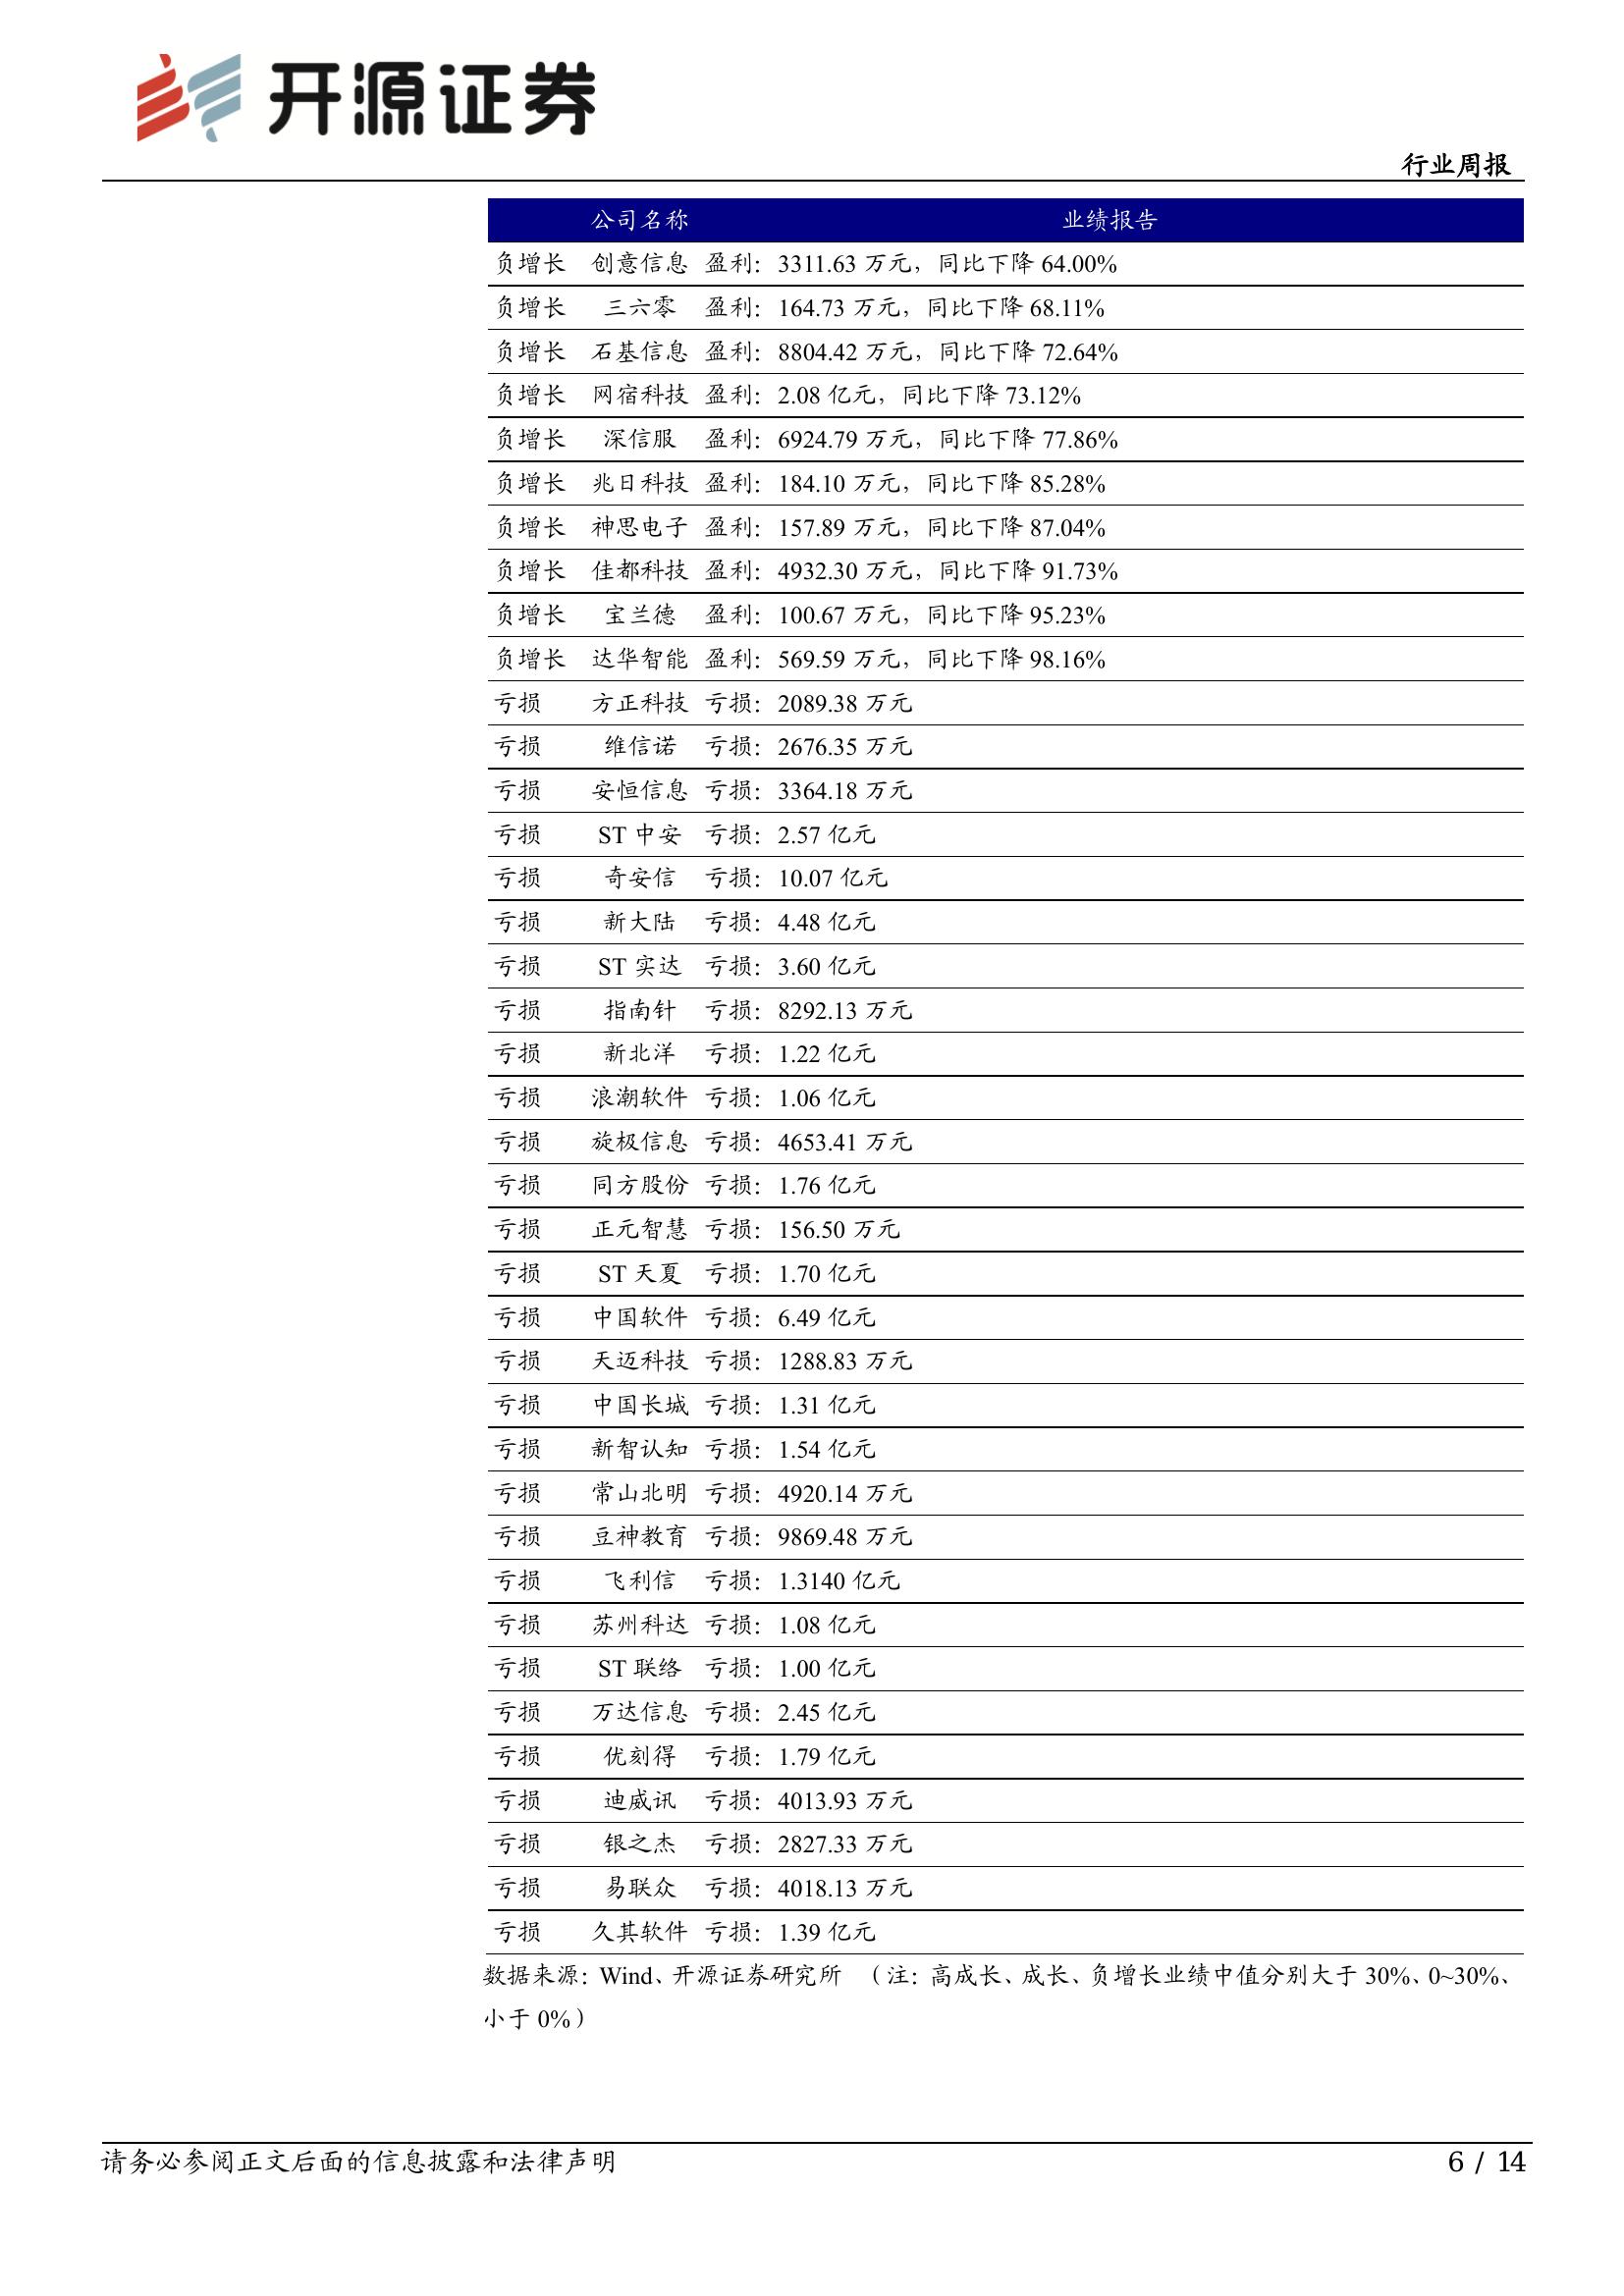 开源证券
行业周报
公司名称 业绩报告
负增长 创意信息 盈利：3311.63 万元，同比下降 64.00%
负增长 三六零 盈利：164.73 万元，同比下降 68.11%
负增长 石基信息 盈利：8804.42 万元，同比下降 72.64%
负增长 网宿科技 盈利：2.08 亿元，同比下降 73.12%
负增长 深信服 盈利：6924.79 万元，同比下降 77.86%
负增长 兆日科技 盈利：184.10 万元，同比下降 85.28%
负增长 神思电子 盈利：157.89 万元，同比下降 87.04%
负增长 佳都科技 盈利：4932.30 万元，同比下降 91.73%
负增长 宝兰德 盈利：100.67 万元，同比下降 95.23%
负增长 达华智能 盈利：569.59 万元，同比下降 98.16%
亏损 方正科技 亏损：2089.38 万元
亏损 维信诺 亏损：2676.35 万元
亏损 安恒信息 亏损：3364.18 万元
亏损 ST 中安 亏损：2.57 亿元
亏损 奇安信 亏损：10.07 亿元
亏损 新大陆 亏损：4.48 亿元
亏损 ST 实达 亏损：3.60 亿元
亏损 指南针 亏损：8292.13 万元
亏损 新北洋 亏损：1.22 亿元
亏损 浪潮软件 亏损：1.06 亿元
亏损 旋极信息 亏损：4653.41 万元
亏损 同方股份 亏损：1.76 亿元
亏损 正元智慧 亏损：156.50 万元
亏损 ST 天夏 亏损：1.70 亿元
亏损 中国软件 亏损：6.49 亿元
亏损 天迈科技 亏损：1288.83 万元
亏损 中国长城 亏损：1.31 亿元
亏损 新智认知 亏损：1.54 亿元
亏损 常山北明 亏损：4920.14 万元
亏损 豆神教育 亏损：9869.48 万元
亏损 飞利信 亏损：1.3140 亿元
亏损 苏州科达 亏损：1.08 亿元
亏损 ST 联络 亏损：1.00 亿元
亏损 万达信息 亏损：2.45 亿元
亏损 优刻得 亏损：1.79 亿元
亏损 迪威讯 亏损：4013.93 万元
亏损 银之杰 亏损：2827.33 万元
亏损 易联众 亏损：4018.13 万元
亏损 久其软件 亏损：1.39 亿元
数据来源：Wind、开源证券研究所 （注：高成长、成长、负增长业绩中值分别大于 30%、0~30%、
小于 0%）
请务必参阅正文后面的信息披露和法律声明 6 / 14